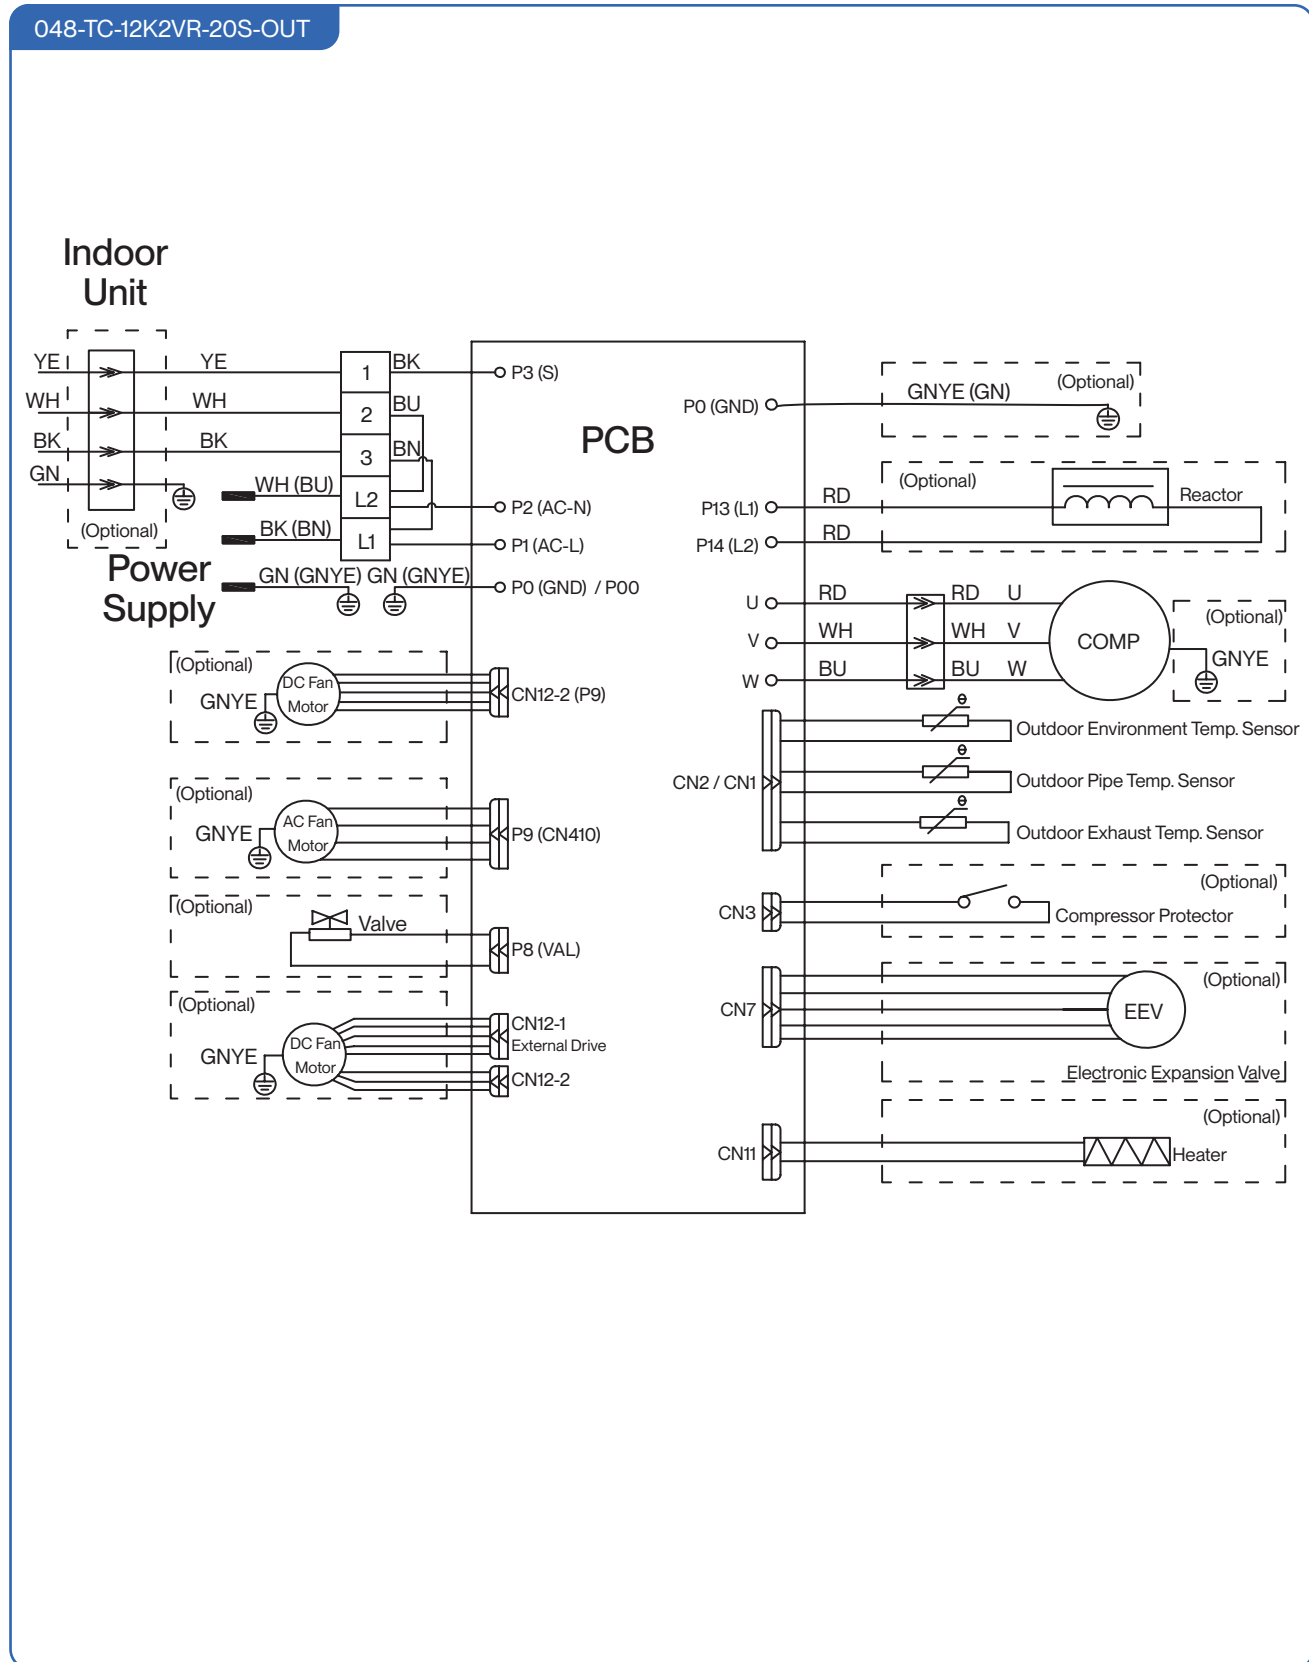 048-TC-12K2VR-20S-OUT
Indoor
Unit
YE
YE
1
BK
P3 (S)
WH
WH
2
BU
BK
BK
3
BN
GN
(Optional)
WH (BU)
L2
P2 (AC-N)
BK (BN)
L1
P1 (AC-L)
Power
Supply
GN (GNYE)
GN (GNYE)
P0 (GND) / P00
PCB
(Optional)
GNYE
DC Fan
Motor
CN12-2 (P9)
(Optional)
GNYE
AC Fan
Motor
P9 (CN410)
(Optional)
Valve
P8 (VAL)
(Optional)
GNYE
DC Fan
Motor
CN12-1
External Drive
CN12-2
P0 (GND)
GNYE (GN)
(Optional)
(Optional)
P13 (L1)
RD
Reactor
P14 (L2)
RD
U
RD
RD
U
V
WH
WH
V
W
BU
BU
W
COMP
(Optional)
GNYE
CN2 / CN1
θ
Outdoor Environment Temp. Sensor
θ
Outdoor Pipe Temp. Sensor
θ
Outdoor Exhaust Temp. Sensor
CN3
(Optional)
Compressor Protector
CN7
(Optional)
EEV
Electronic Expansion Valve
CN11
(Optional)
Heater